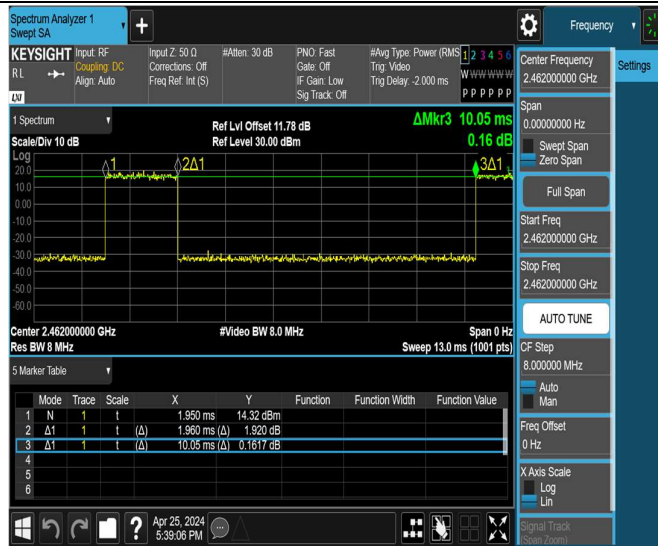 Spectrum Analyzer 1
Swept SA
+
Frequency
KEYSIGHT Input: RF Input Z: 50 Ω #Atten: 30 dB PNO: Fast #Avg Type: Power (RMS 1 2 3 4 5 6
RL Coupling: DC Corrections: Off Gate: Off Trig: Video
Align: Auto Freq Ref: Int (S) IF Gain: Low Trig Delay: -2.000 ms W W W W W W
LXI Sig Track: Off P P P P P P
1 Spectrum
Ref Lvl Offset 11.78 dB ΔMkr3 10.05 ms
Scale/Div 10 dB Ref Level 30.00 dBm 0.16 dB
Log
1 2Δ1 3Δ1
20.0
10.0
0.00
-10.0
-20.0
-30.0
-40.0
-50.0
-60.0
Center 2.462000000 GHz #Video BW 8.0 MHz Span 0 Hz
Res BW 8 MHz Sweep 13.0 ms (1001 pts)
5 Marker Table
Mode Trace Scale X Y Function Function Width Function Value
1 N 1 t 1.950 ms 14.32 dBm
2 Δ1 1 t (Δ) 1.960 ms (Δ) 1.920 dB
3 Δ1 1 t (Δ) 10.05 ms (Δ) 0.1617 dB
4
5
6
? Apr 25, 2024
5:39:06 PM
Center Frequency
2.462000000 GHz
Settings
Span
0.00000000 Hz
Swept Span
Zero Span
Full Span
Start Freq
2.462000000 GHz
Stop Freq
2.462000000 GHz
AUTO TUNE
CF Step
8.000000 MHz
Auto
Man
Freq Offset
0 Hz
X Axis Scale
Log
Lin
Signal Track
(Span Zoom)